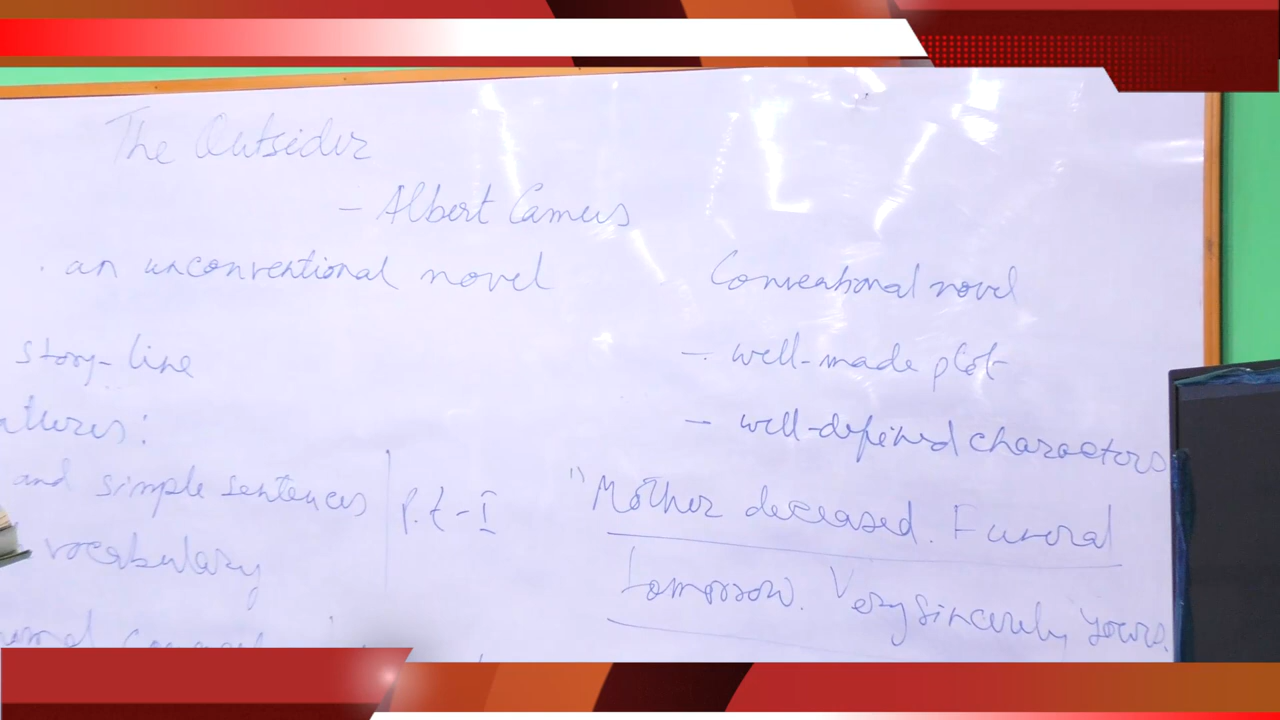 The Outsider
- Albert Camus
. an unconventional novel
Conventional novel
story-line
- well-made plot
atures:
- well-defined characters
and simple sentences
P.t-I
"Mother deceased. Funeral
vocabulary
tomorrow. Very sincerely yours.